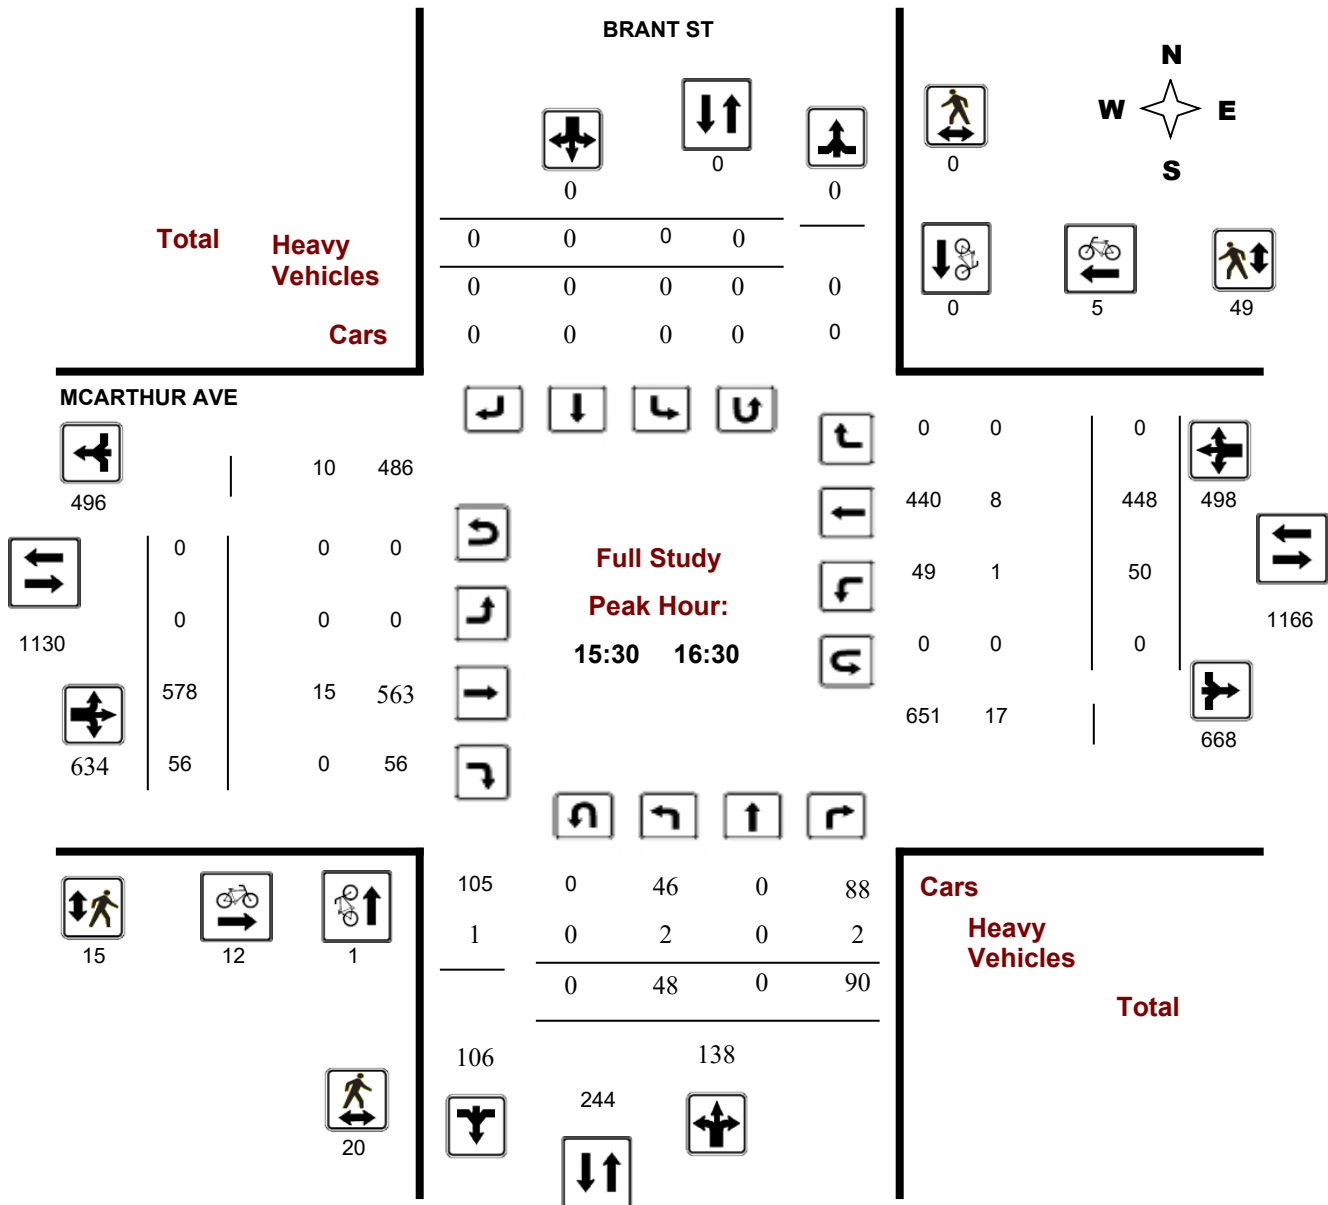 BRANT ST
N
W E
S
0
0
0 0
Total Heavy Vehicles
0 0 0 0
0 0 0 0 0
0 5 49
Cars
0 0 0 0 0
MCARTHUR AVE
496
10 486
0 0 0
498
440 8 448
0 0 0
Full Study
49 1 50
Peak Hour:
1130
0 0 0
1166
15:30 16:30
0 0 0
578 15 563
651 17
668
634
56 0 56
105 0 46 0 88
Cars
1 0 2 0 2
Heavy
Vehicles
15 12 1
0 48 0 90
Total
106 138
244
20